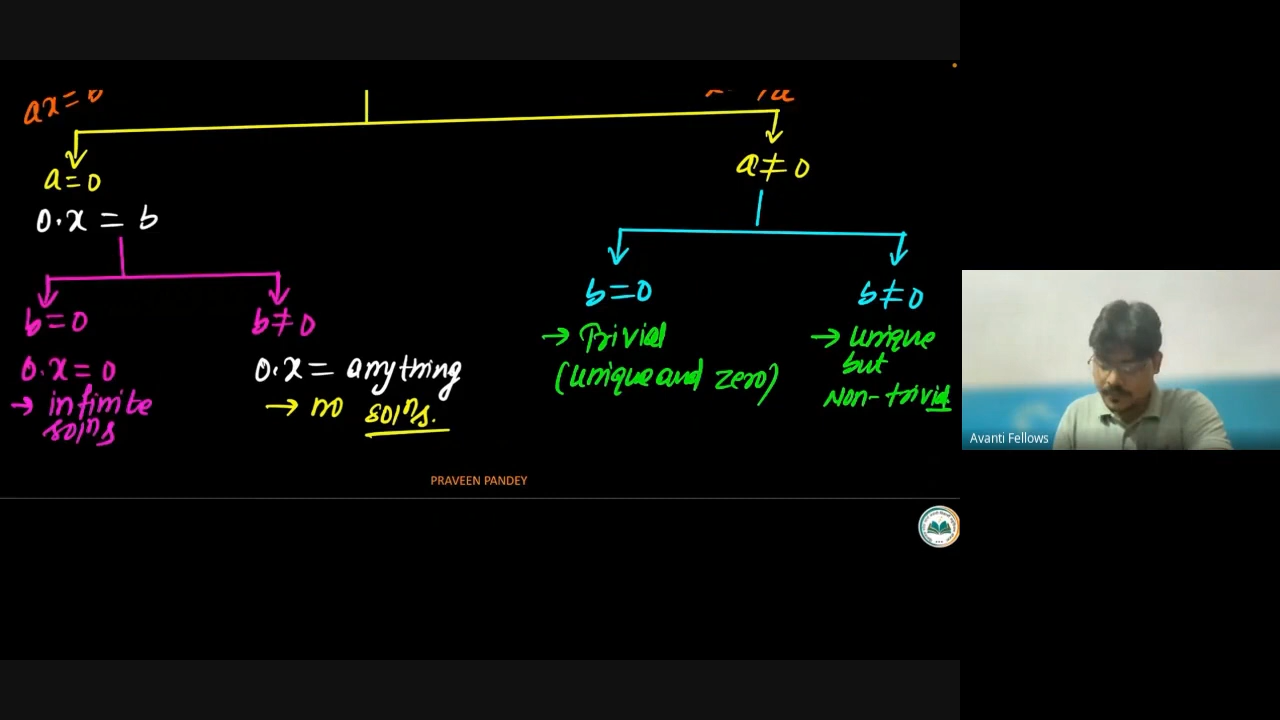 ax = b
a = 0
a ≠ 0
0·x = b
b = 0
b ≠ 0
b = 0
b ≠ 0
0·x = 0
→ infinite
solns
0·x = anything
→ no solns.
→ Trivial
(unique and zero)
→ unique
but
Non-trivial
PRAVEEN PANDEY
Avanti Fellows